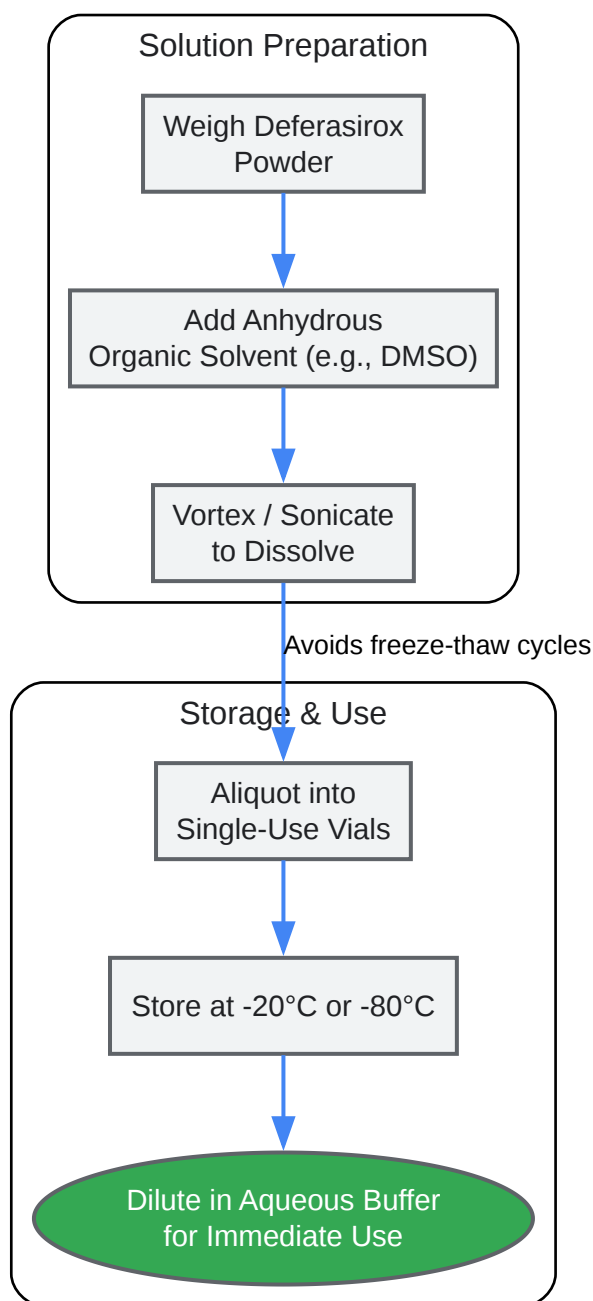 Solution Preparation
Weigh Deferasirox
Powder
Add Anhydrous
Organic Solvent (e.g., DMSO)
Vortex / Sonicate
to Dissolve
Avoids freeze-thaw cycles
Storage & Use
Aliquot into
Single-Use Vials
Store at -20°C or -80°C
Dilute in Aqueous Buffer
for Immediate Use